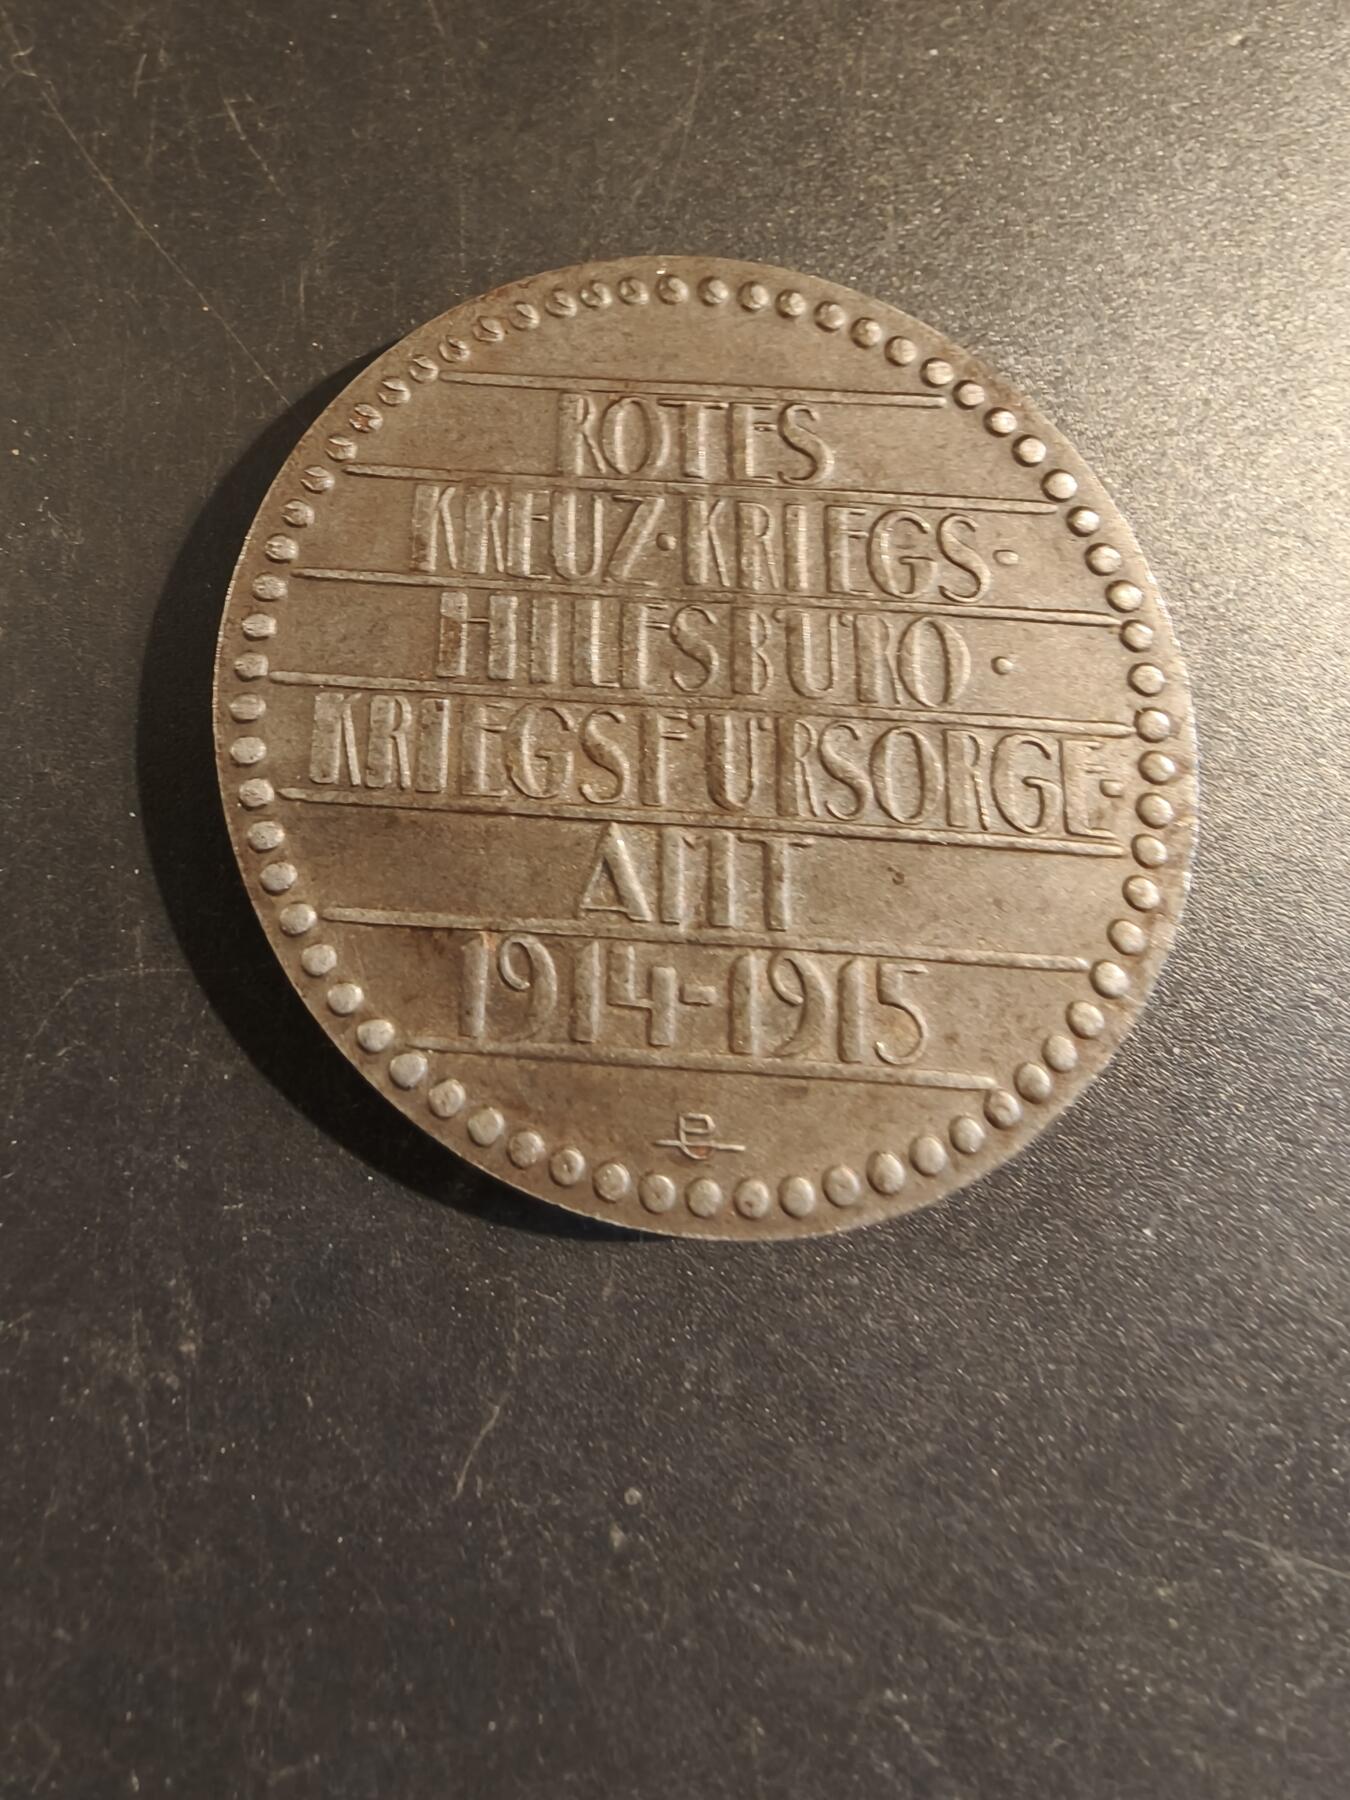 ROTES
KREUZ·KRIEGS·
HILFSBÜRO·
KRIEGSFÜRSORGE·
AMT
1914-1915